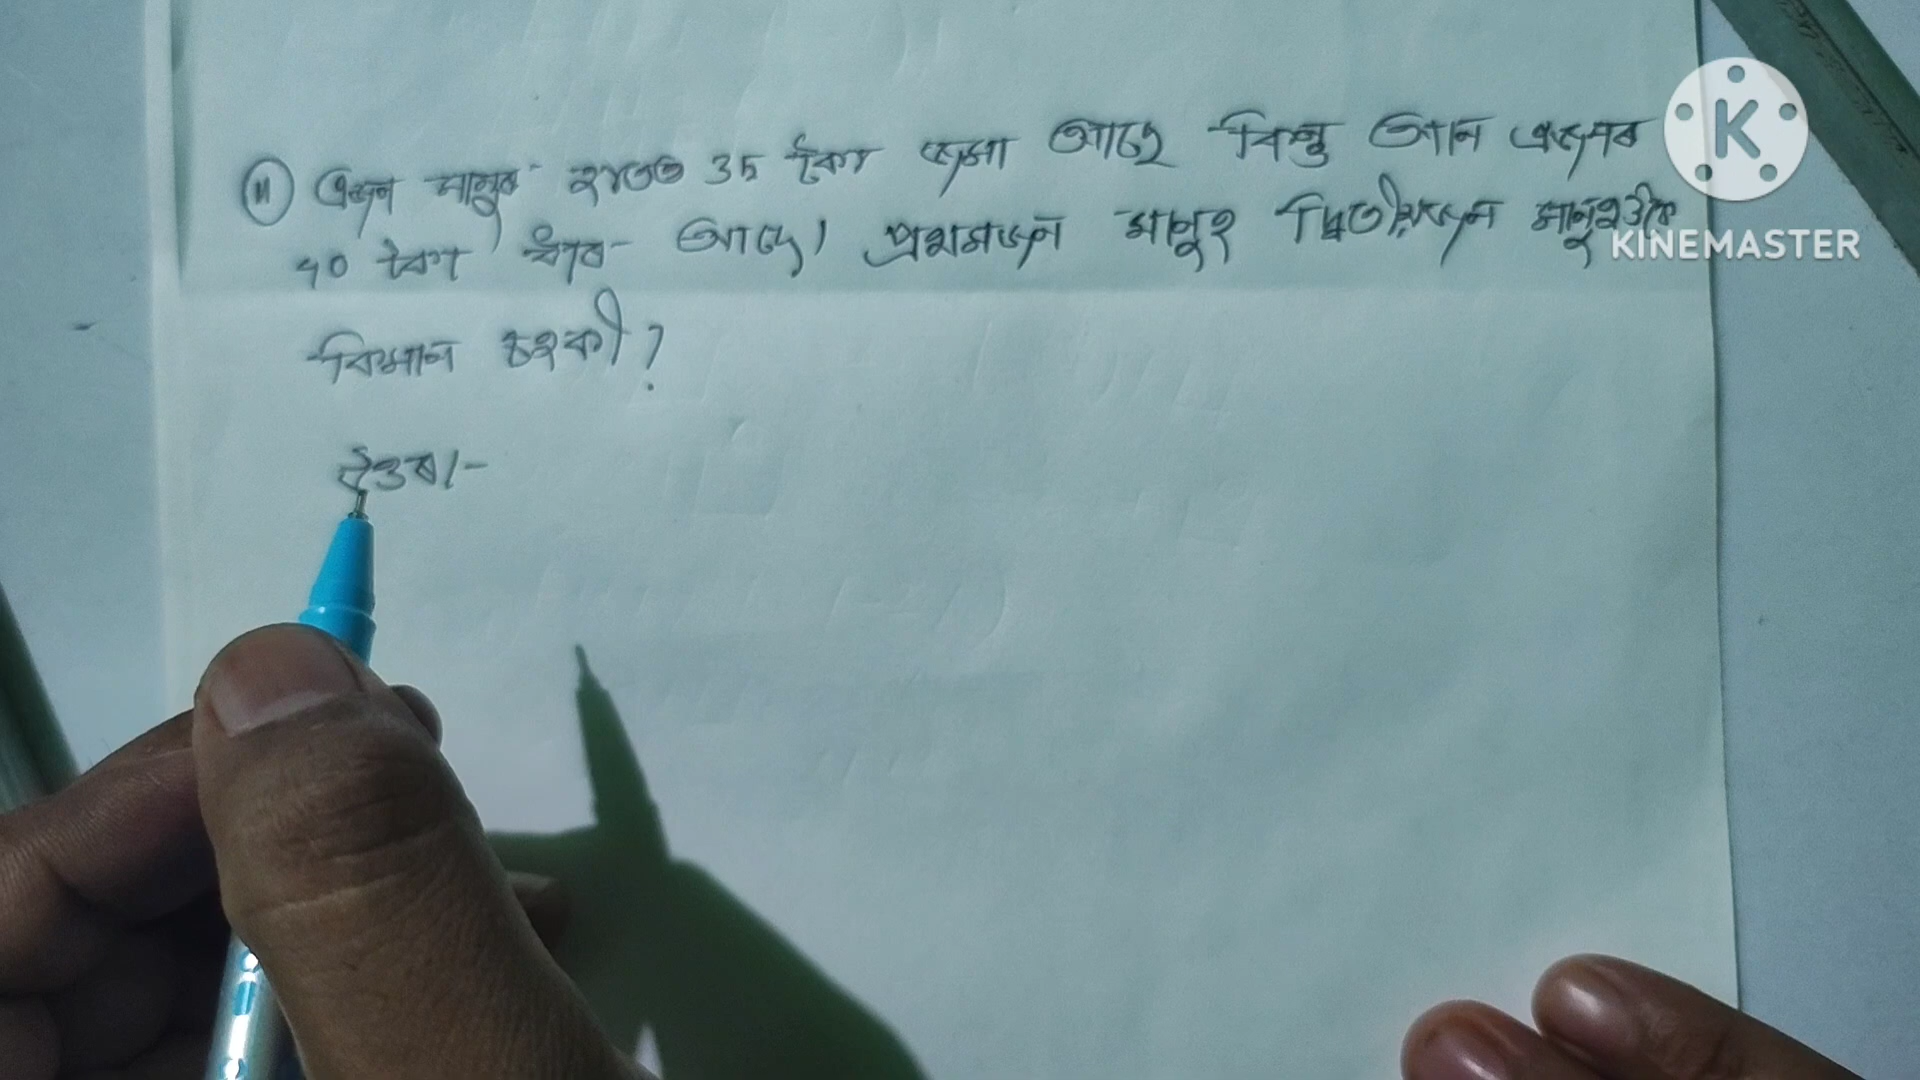 (11) এজন মানুহৰ হাতত 35 টকা জমা আছে কিন্তু আন এজনৰ
40 টকা ধাৰ আছে। প্ৰথমজন মানুহ দ্বিতীয়জন মানুহতকৈ
কিমান চহকী?
উত্তৰ।-
K
KINEMASTER